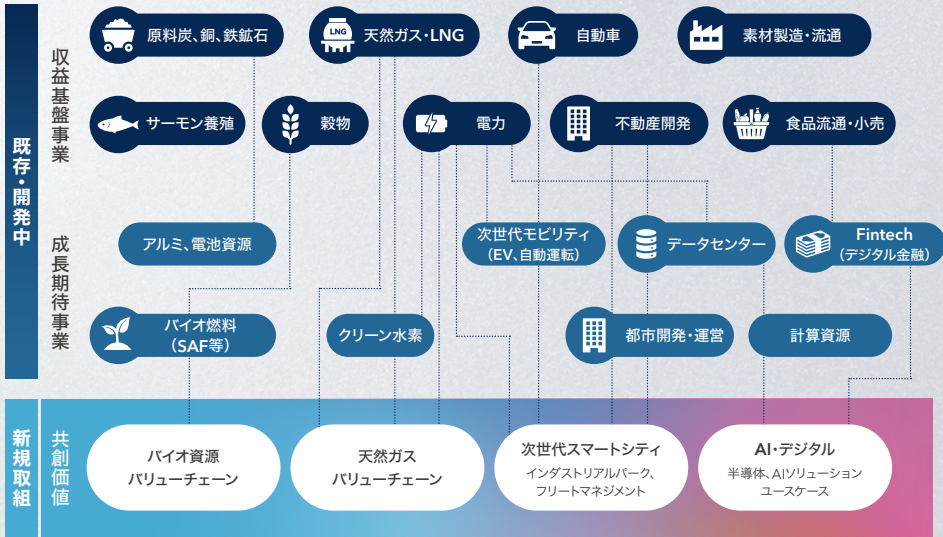 既存・開発中
収益基盤事業
原料炭、銅、鉄鉱石
LNG
天然ガス・LNG
自動車
素材製造・流通
サーモン養殖
穀物
電力
不動産開発
食品流通・小売
成長期待事業
アルミ、電池資源
次世代モビリティ
(EV、自動運転)
データセンター
Fintech
(デジタル金融)
バイオ燃料
(SAF等)
クリーン水素
都市開発・運営
計算資源
新規取組
共創価値
バイオ資源
バリューチェーン
天然ガス
バリューチェーン
次世代スマートシティ
インダストリアルパーク、
フリートマネジメント
AI・デジタル
半導体、AIソリューション
ユースケース